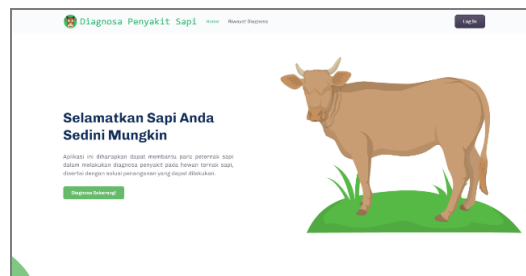 Diagnosa Penyakit Sapi Home Riwayat Diagnosa Log In
Selamatkan Sapi Anda
Sedini Mungkin
Aplikasi ini diharapkan dapat membantu para peternak sapi
dalam melakukan diagnosa penyakit pada hewan ternak sapi,
disertai dengan solusi penanganan yang dapat dilakukan.
Diagnosa Sekarang!